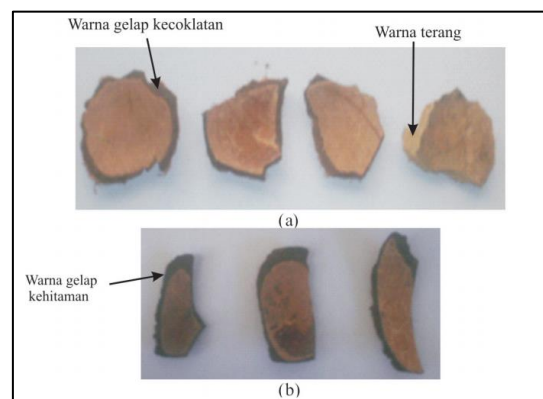 Warna gelap kecoklatan
Warna terang
(a)
Warna gelap
kehitaman
(b)